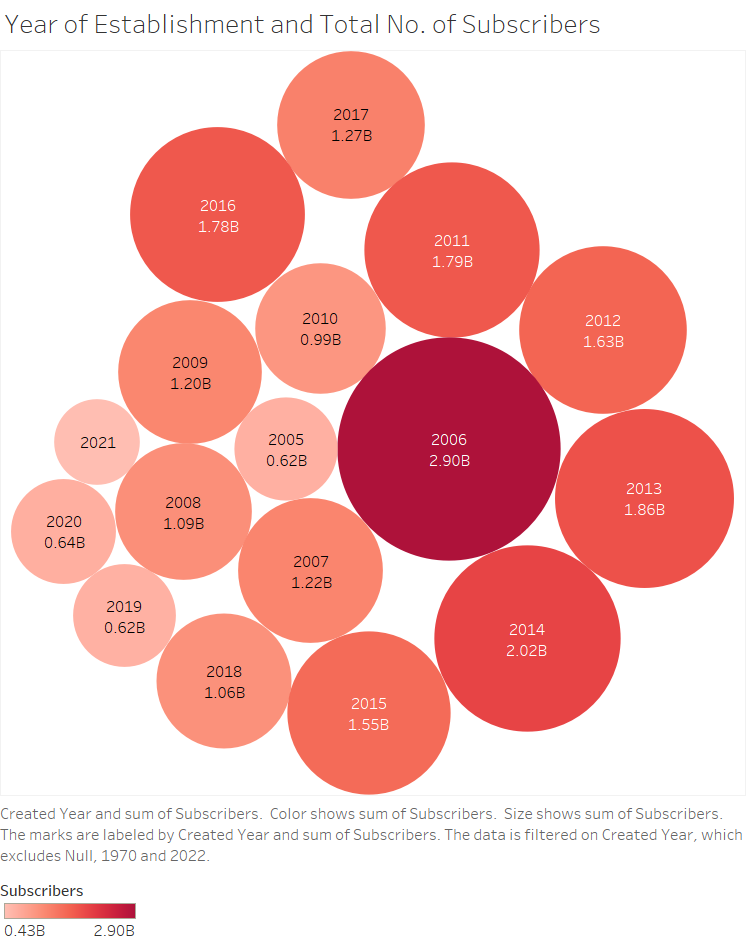 Year of Establishment and Total No. of Subscribers
2017
1.27B
2016
1.78B
2011
1.79B
2010
0.99B
2012
1.63B
2009
1.20B
2021
2005
0.62B
2006
2.90B
2013
1.86B
2008
1.09B
2020
0.64B
2007
1.22B
2019
0.62B
2014
2.02B
2018
1.06B
2015
1.55B
Created Year and sum of Subscribers.  Color shows sum of Subscribers.  Size shows sum of Subscribers.
The marks are labeled by Created Year and sum of Subscribers. The data is filtered on Created Year, which
excludes Null, 1970 and 2022.
Subscribers
0.43B 2.90B